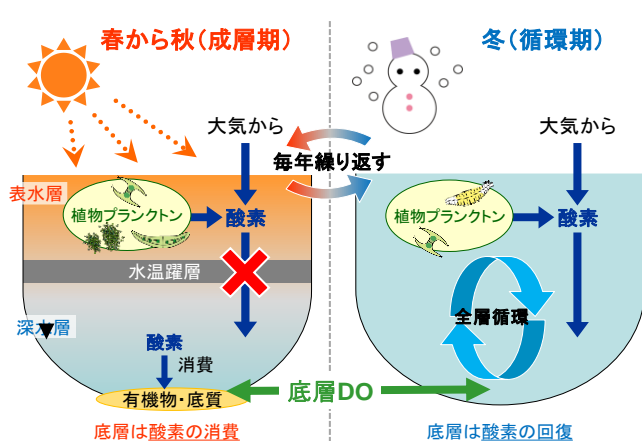 春から秋（成層期）
冬（循環期）
大気から
大気から
毎年繰り返す
表水層
植物プランクトン
酸素
植物プランクトン
酸素
水温躍層
深水層
酸素
消費
全層循環
有機物・底質
底層DO
底層は酸素の消費
底層は酸素の回復